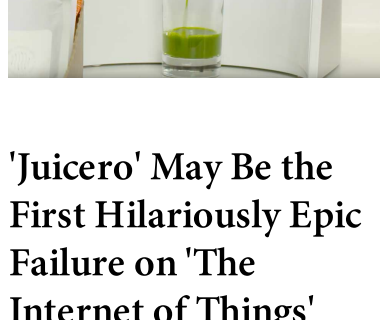 'Juicero' May Be the
First Hilariously Epic
Failure on 'The
Internet of Things'